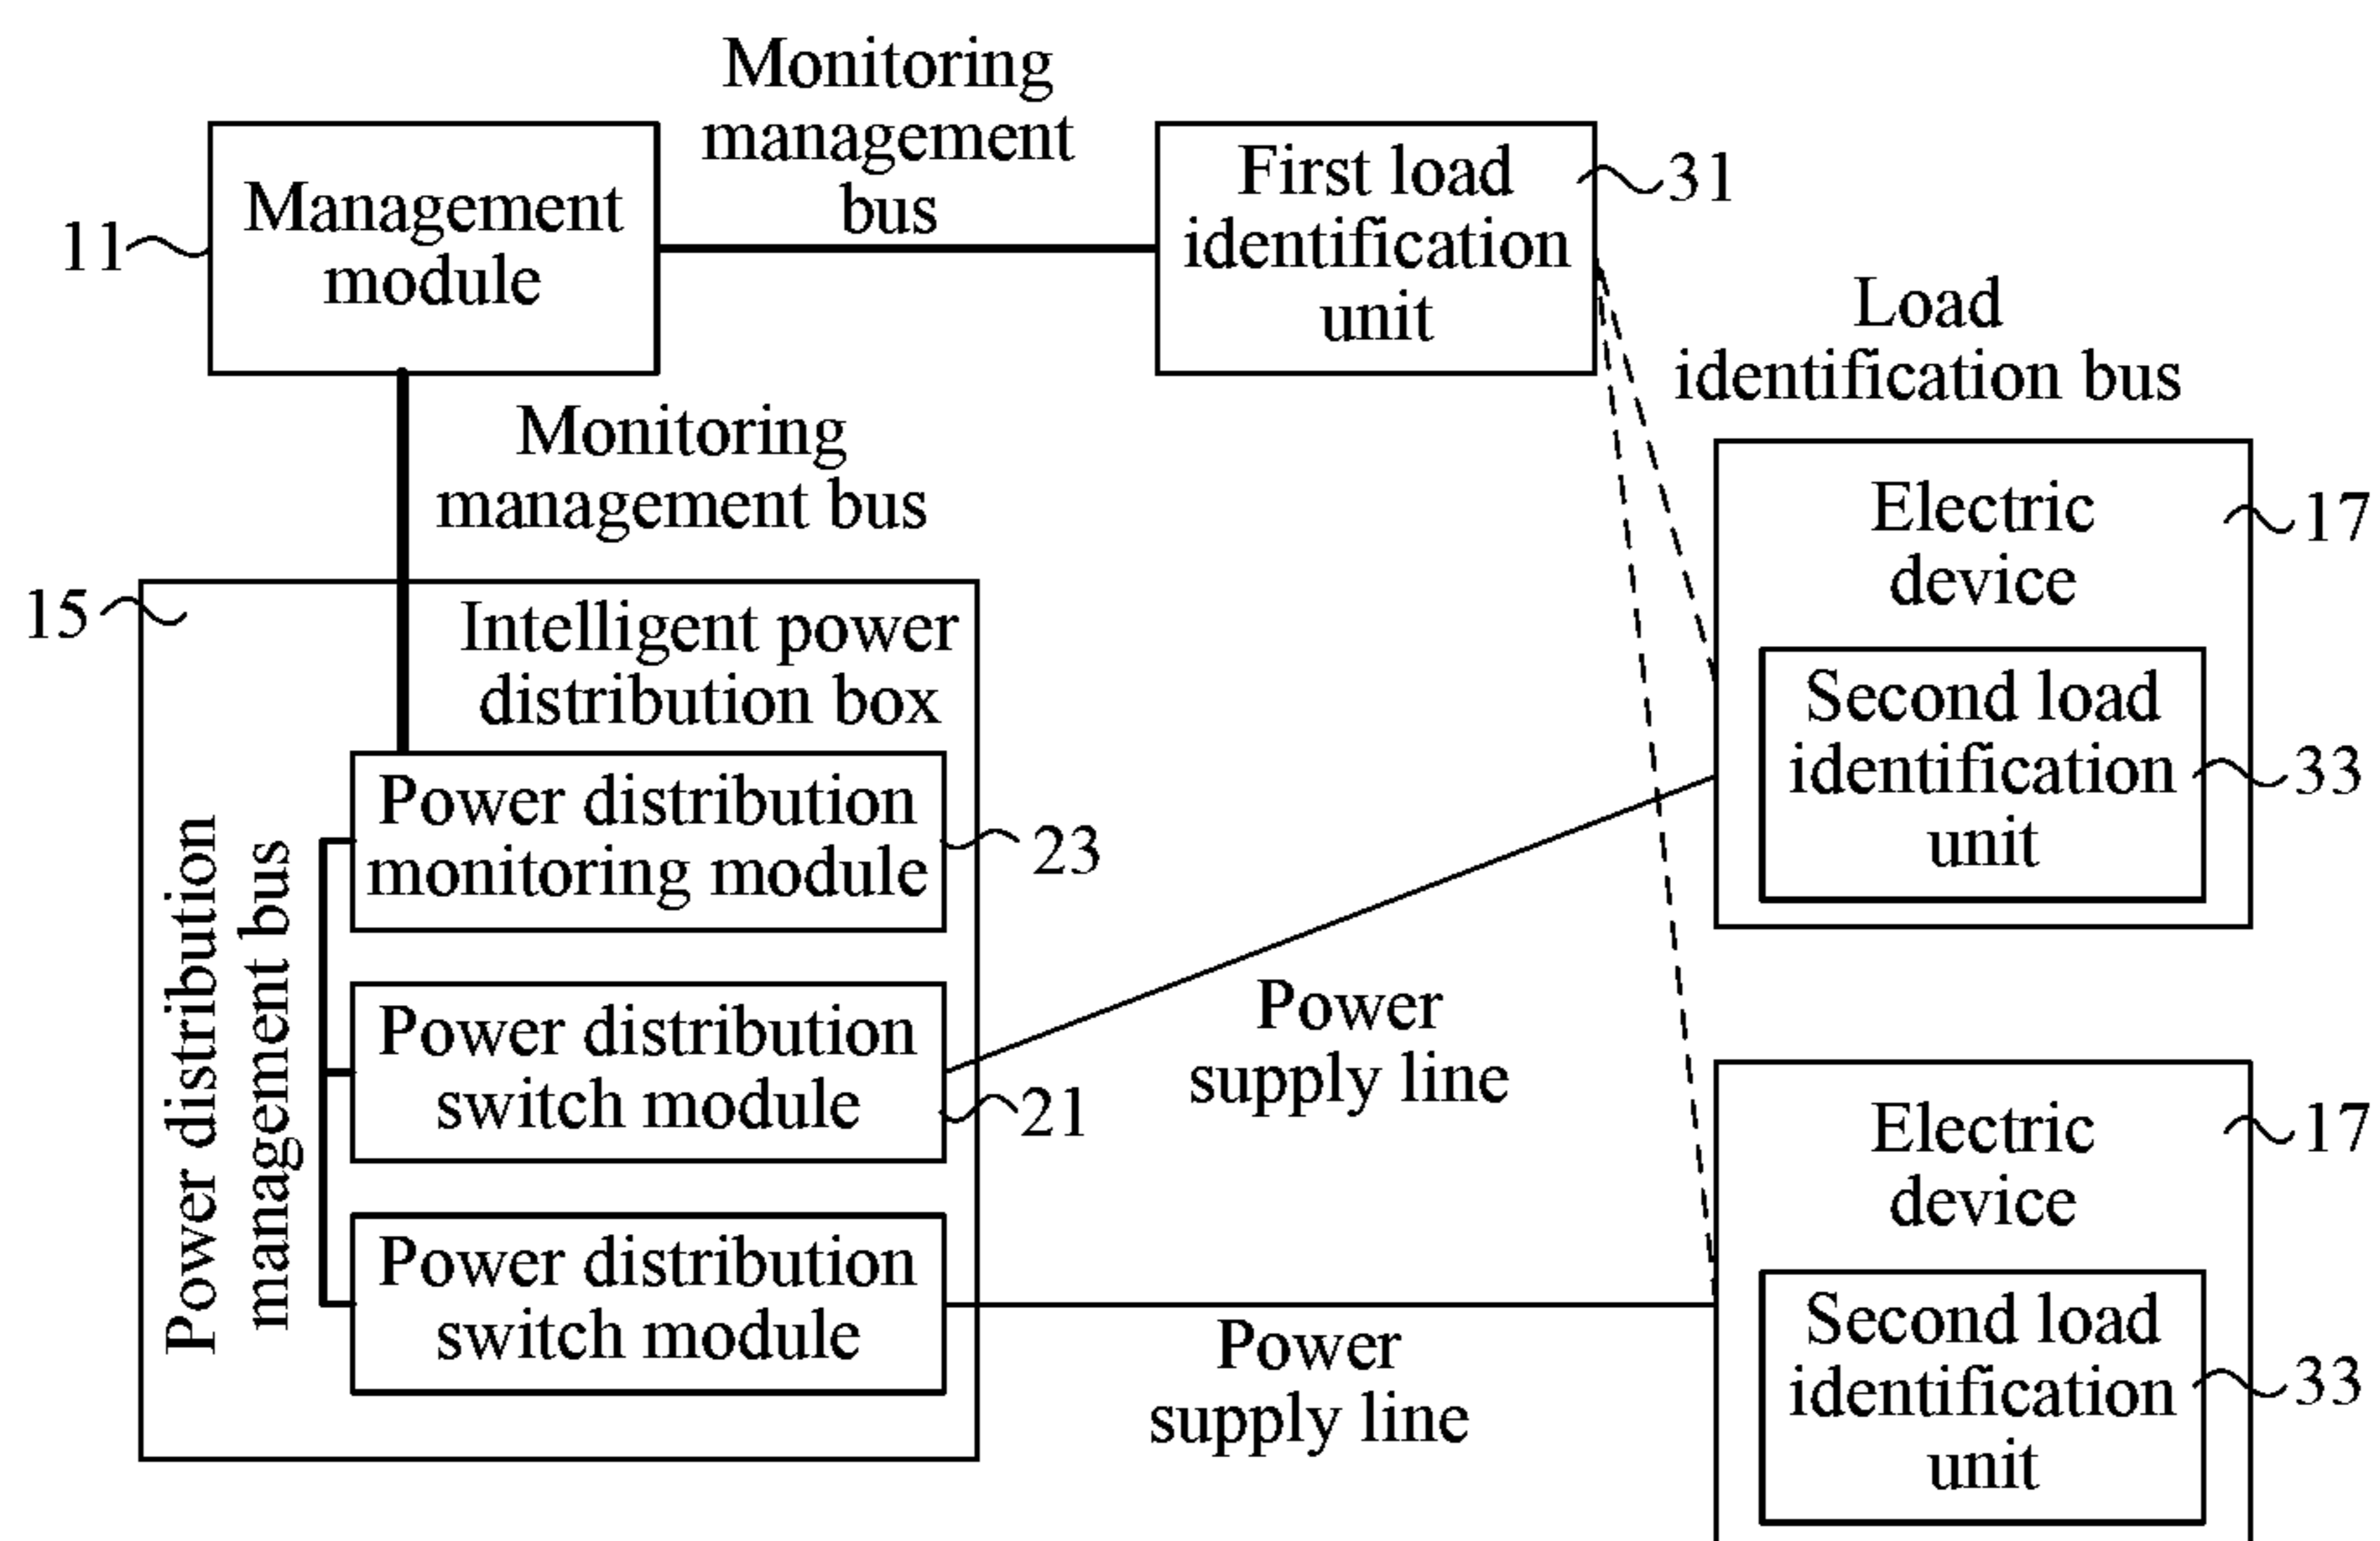 Monitoring
management
bus
Management
module
11
First load
identification
unit
31
Load
identification bus
Monitoring
management bus
15
Intelligent power
distribution box
Power distribution
management bus
Power distribution
monitoring module
23
Power distribution
switch module
21
Power distribution
switch module
Power
supply line
Power
supply line
Electric
device
17
Second load
identification
unit
33
Electric
device
17
Second load
identification
unit
33